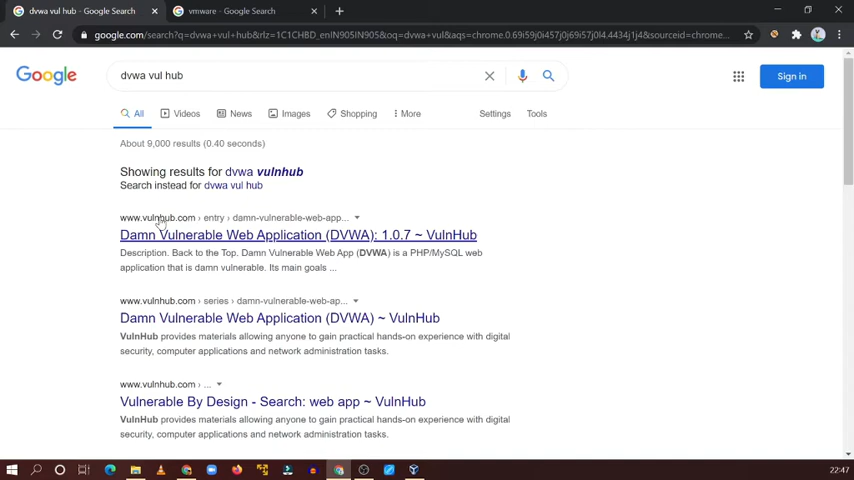 dvwa vul hub - Google Search
vmware - Google Search
google.com/search?q=dvwa+vul+hub&rlz=1C1CHBD_enIN905IN905&oq=dvwa+vul&aqs=chrome.0.69i59j0i457j0j69i57j0l4.4434j1j4&sourceid=chrome...
Google
dvwa vul hub
Sign in
All
Videos
News
Images
Shopping
More
Settings
Tools
About 9,000 results (0.40 seconds)
Showing results for dvwa vulnhub
Search instead for dvwa vul hub
www.vulnhub.com › entry › damn-vulnerable-web-app...
Damn Vulnerable Web Application (DVWA): 1.0.7 ~ VulnHub
Description. Back to the Top. Damn Vulnerable Web App (DVWA) is a PHP/MySQL web
application that is damn vulnerable. Its main goals ...
www.vulnhub.com › series › damn-vulnerable-web-ap...
Damn Vulnerable Web Application (DVWA) ~ VulnHub
VulnHub provides materials allowing anyone to gain practical hands-on experience with digital
security, computer applications and network administration tasks.
www.vulnhub.com › ...
Vulnerable By Design - Search: web app ~ VulnHub
VulnHub provides materials allowing anyone to gain practical hands-on experience with digital
security, computer applications and network administration tasks.
22:47